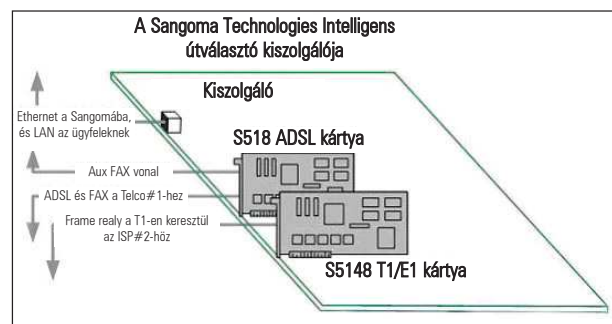 A Sangoma Technologies Intelligens
útválasztó kiszolgálója
Kiszolgáló
Ethernet a Sangomába,
és LAN az ügyfeleknek
S518 ADSL kártya
Aux FAX vonal
ADSL és FAX a Telco#1-hez
Frame realy a T1-en keresztül
az ISP#2-höz
S5148 T1/E1 kártya